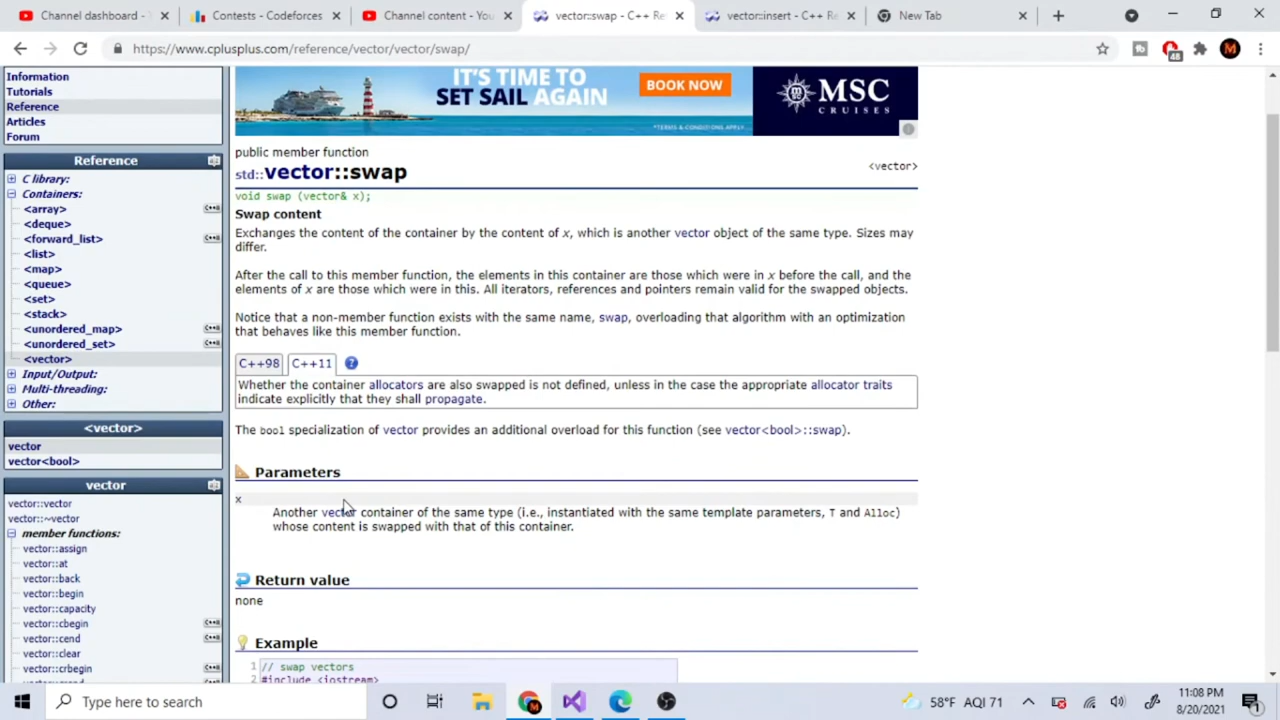 Channel dashboard -
Contests - Codeforces
Channel content - You
vector::swap - C++ Re
vector::insert - C++ R
New Tab
https://www.cplusplus.com/reference/vector/vector/swap/
48
M
Information
Tutorials
Reference
Articles
Forum
Reference
C library:
Containers:
<array>
<deque>
<forward_list>
<list>
<map>
<queue>
<set>
<stack>
<unordered_map>
<unordered_set>
<vector>
Input/Output:
Multi-threading:
Other:
<vector>
vector
vector<bool>
vector
vector::vector
vector::~vector
member functions:
vector::assign
vector::at
vector::back
vector::begin
vector::capacity
vector::cbegin
vector::cend
vector::clear
vector::crbegin
IT'S TIME TO
SET SAIL AGAIN
BOOK NOW
*TERMS & CONDITIONS APPLY
MSC
CRUISES
public member function
std::vector::swap
<vector>
void swap (vector& x);
Swap content
Exchanges the content of the container by the content of x, which is another vector object of the same type. Sizes may
differ.
After the call to this member function, the elements in this container are those which were in x before the call, and the
elements of x are those which were in this. All iterators, references and pointers remain valid for the swapped objects.
Notice that a non-member function exists with the same name, swap, overloading that algorithm with an optimization
that behaves like this member function.
C++98
C++11
?
Whether the container allocators are also swapped is not defined, unless in the case the appropriate allocator traits
indicate explicitly that they shall propagate.
The bool specialization of vector provides an additional overload for this function (see vector<bool>::swap).
Parameters
x
Another vector container of the same type (i.e., instantiated with the same template parameters, T and Alloc)
whose content is swapped with that of this container.
Return value
none
Example
1 // swap vectors
2 #include <iostream>
Type here to search
58°F AQI 71
11:08 PM
8/20/2021